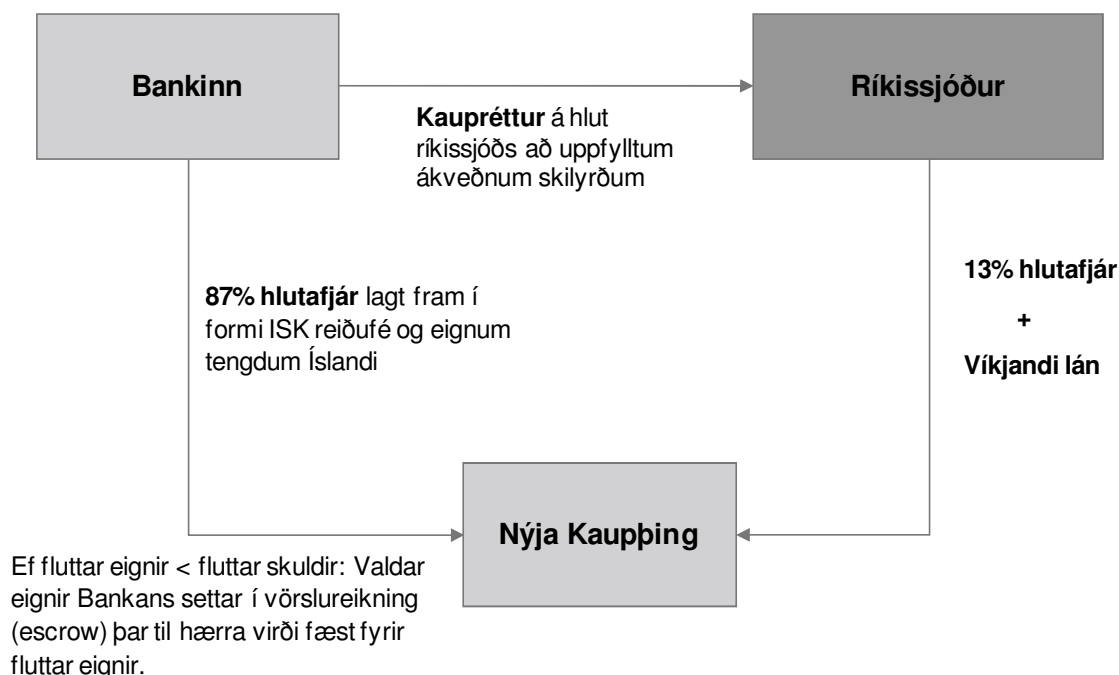 Bankinn
Ríkissjóður
Kaupréttur á hlut
ríkissjóðs að uppfylltum
ákveðnum skilyrðum
87% hlutafjár lagt fram í
formi ISK reiðufé og eignum
tengdum Íslandi
13% hlutafjár
+
Víkjandi lán
Nýja Kaupþing
Ef fluttar eignir < fluttar skuldir: Valdar
eignir Bankans settar í vörslureikning
(escrow) þar til hærra virði fæst fyrir
fluttar eignir.